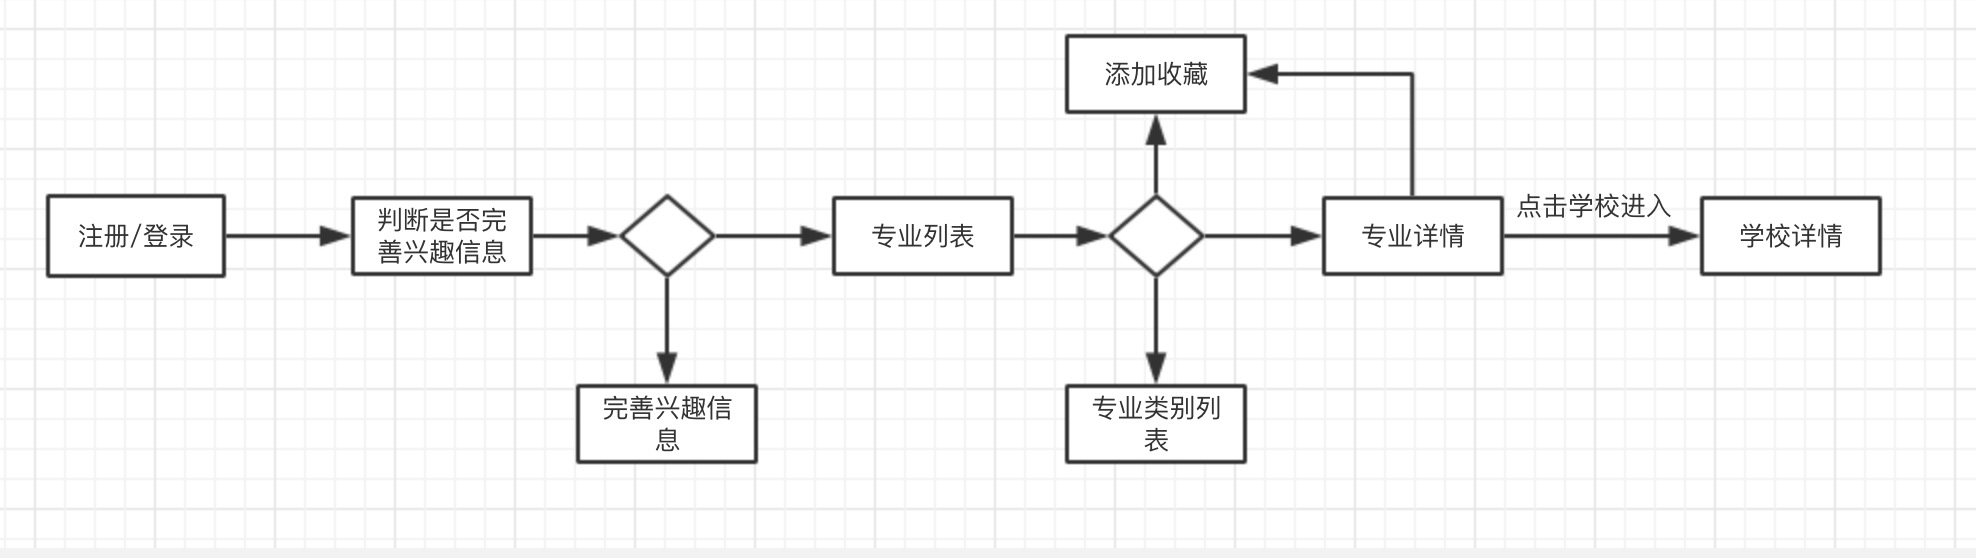 添加收藏
注册/登录
判断是否完
善兴趣信息
专业列表
专业详情
点击学校进入
学校详情
完善兴趣信
息
专业类别列
表